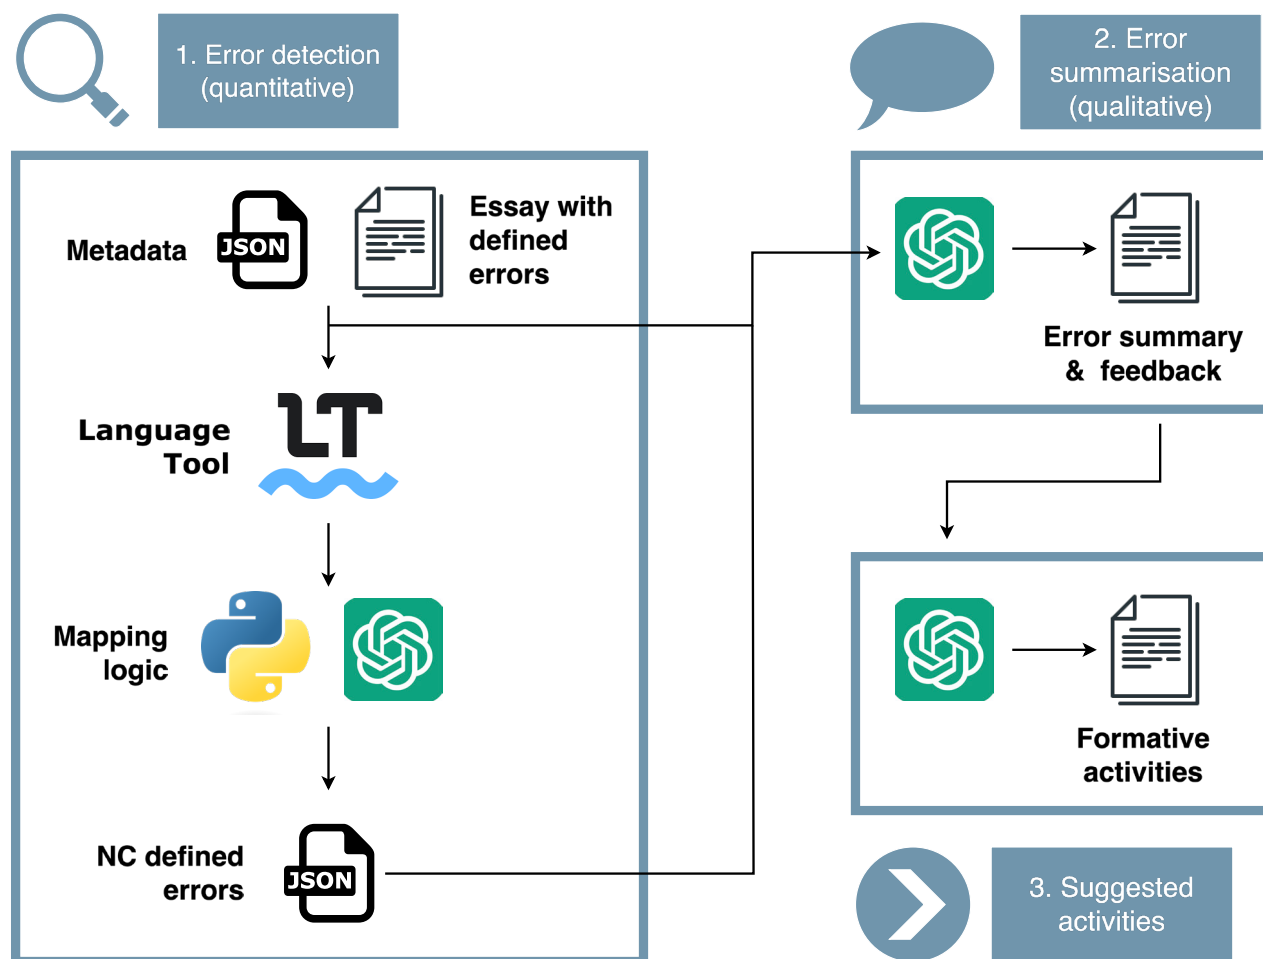 1. Error detection
(quantitative)
2. Error
summarisation
(qualitative)
Metadata
JSON
Essay with
defined
errors
Error summary
& feedback
Language
Tool
LT
Mapping
logic
Formative
activities
NC defined
errors
JSON
3. Suggested
activities